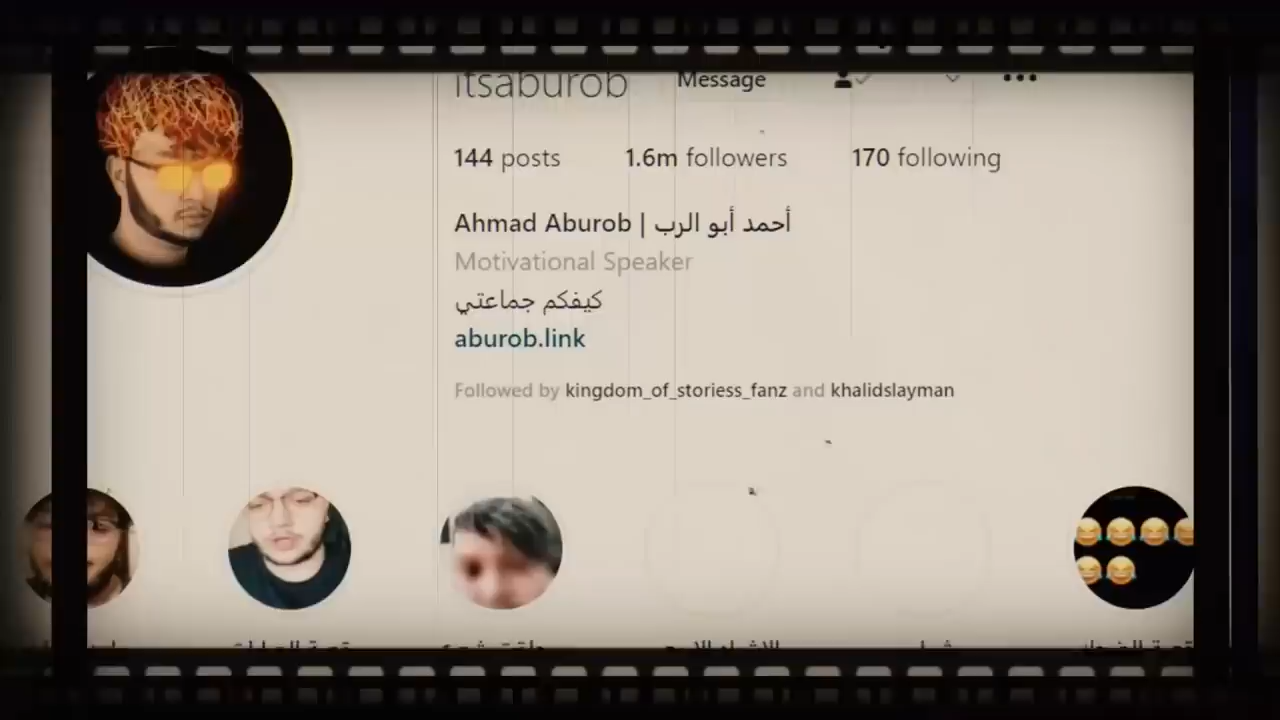 itsaburob Message
144 posts 1.6m followers 170 following
Ahmad Aburob | أحمد أبو الرب
Motivational Speaker
كيفكم جماعتي
aburob.link
Followed by kingdom_of_storiess_fanz and khalidslayman